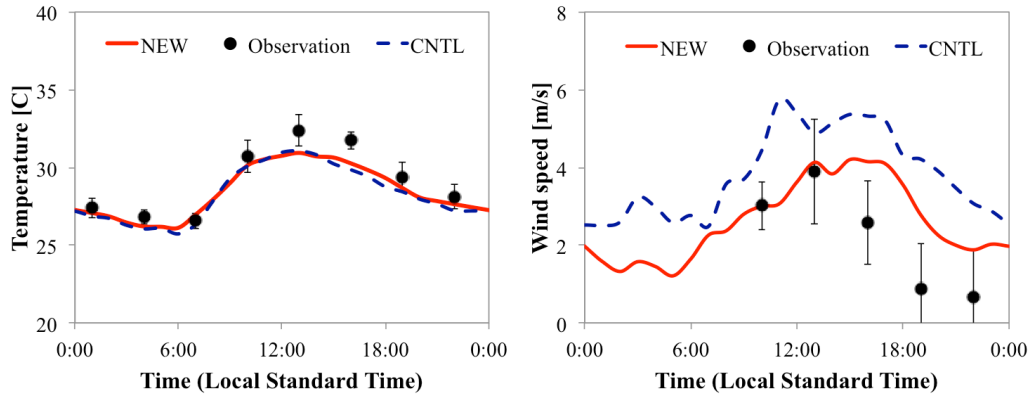 40
35
30
25
20
Temperature [C]
NEW
Observation
CNTL
0:00
6:00
12:00
18:00
0:00
Time (Local Standard Time)
8
6
4
2
0
Wind speed [m/s]
NEW
Observation
CNTL
0:00
6:00
12:00
18:00
0:00
Time (Local Standard Time)